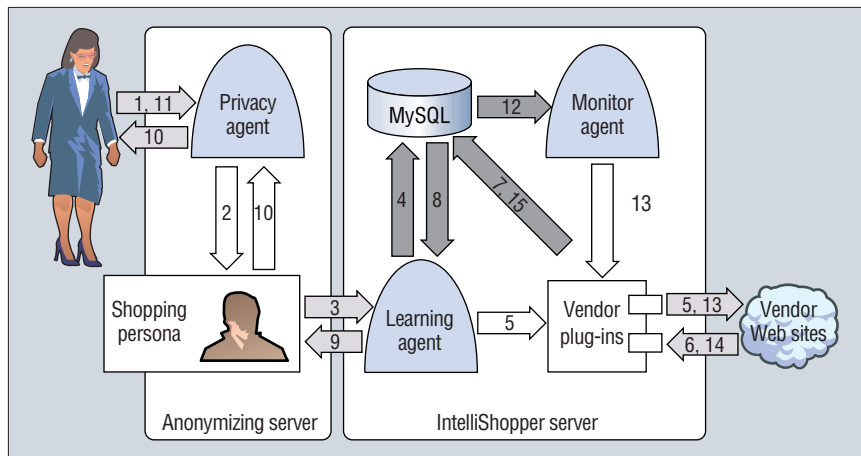 1, 11
10
Privacy
agent
2
10
Shopping
persona
Anonymizing server
3
9
MySQL
12
Monitor
agent
4
8
7, 15
13
Learning
agent
5
Vendor
plug-ins
5, 13
6, 14
Vendor
Web sites
IntelliShopper server